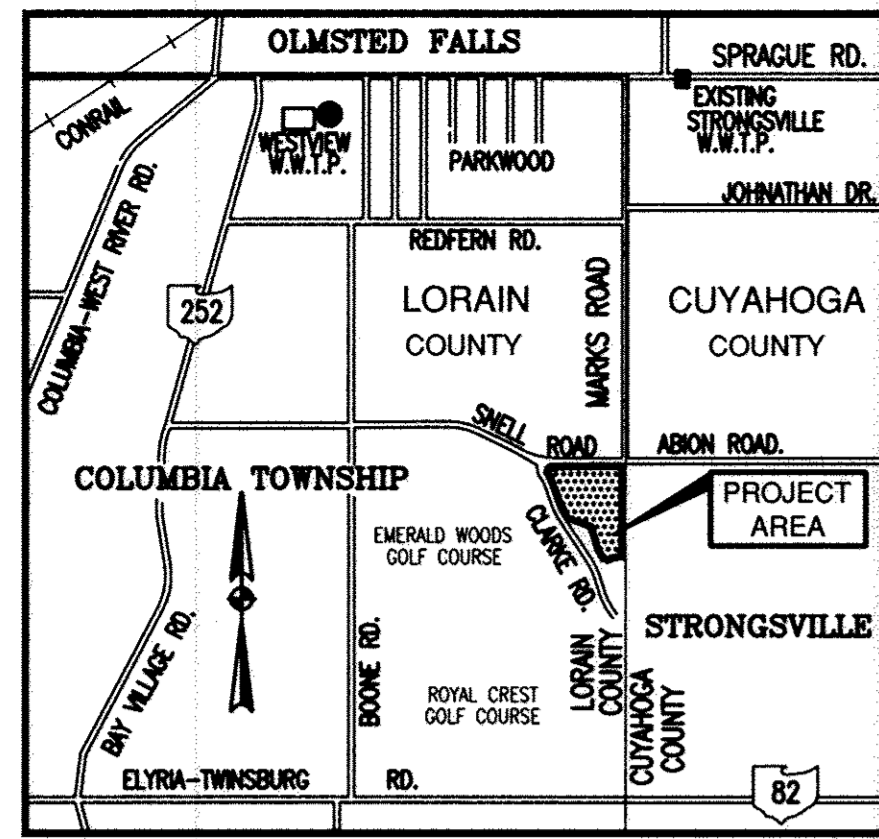 OLMSTED FALLS
SPRAGUE RD.
CONRAIL
WESTVIEW
W.W.T.P.
PARKWOOD
EXISTING
STRONGSVILLE
W.W.T.P.
JOHNATHAN DR.
COLUMBIA-WEST RIVER RD.
REDFERN RD.
252
LORAIN
COUNTY
MARKS ROAD
CUYAHOGA
COUNTY
SNELL
ROAD
ABION ROAD.
COLUMBIA TOWNSHIP
PROJECT
AREA
EMERALD WOODS
GOLF COURSE
CLARKE RD.
BAY VILLAGE RD.
BOONE RD.
ROYAL CREST
GOLF COURSE
LORAIN
COUNTY
STRONGSVILLE
CUYAHOGA
COUNTY
ELYRIA-TWINSBURG RD.
82